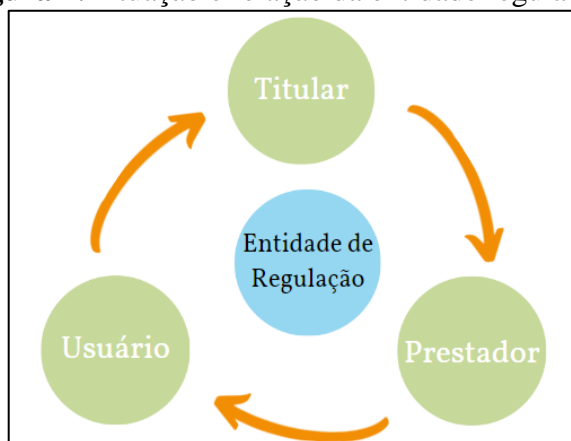 Titular
Entidade de
Regulação
Usuário
Prestador